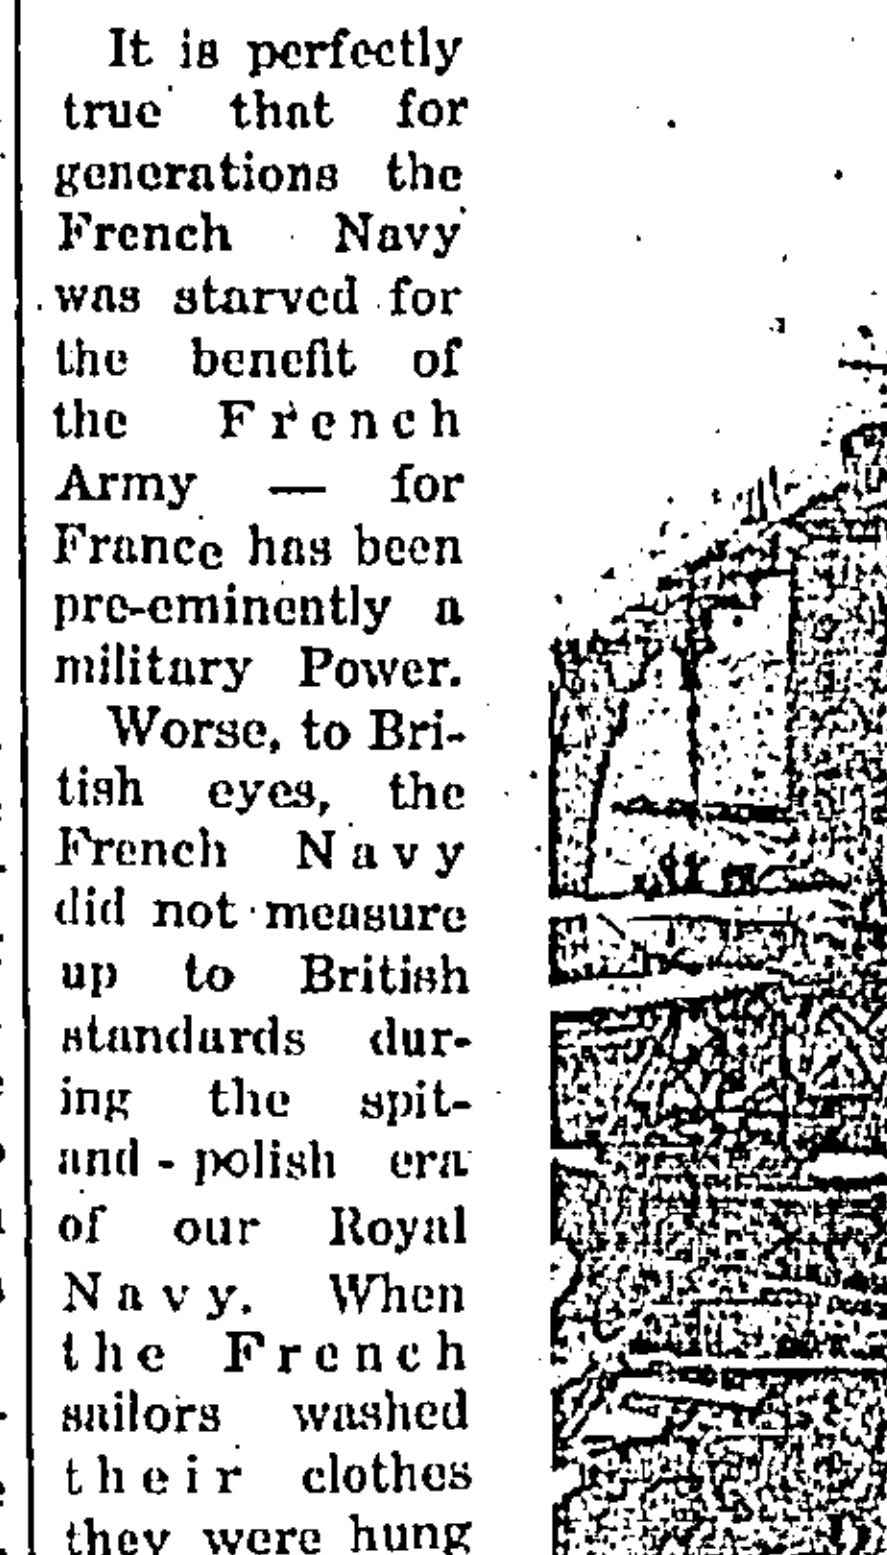 It is perfectly
true that for
generations the
French Navy
was starved for
the benefit of
the French
Army — for
France has been
pre-eminently a
military Power.
Worse, to Bri-
tish eyes, the
French Navy
did not measure
up to British
standards dur-
ing the spit-
and-polish era
of our Royal
Navy. When
the French
sailors washed
their clothes
they were hung